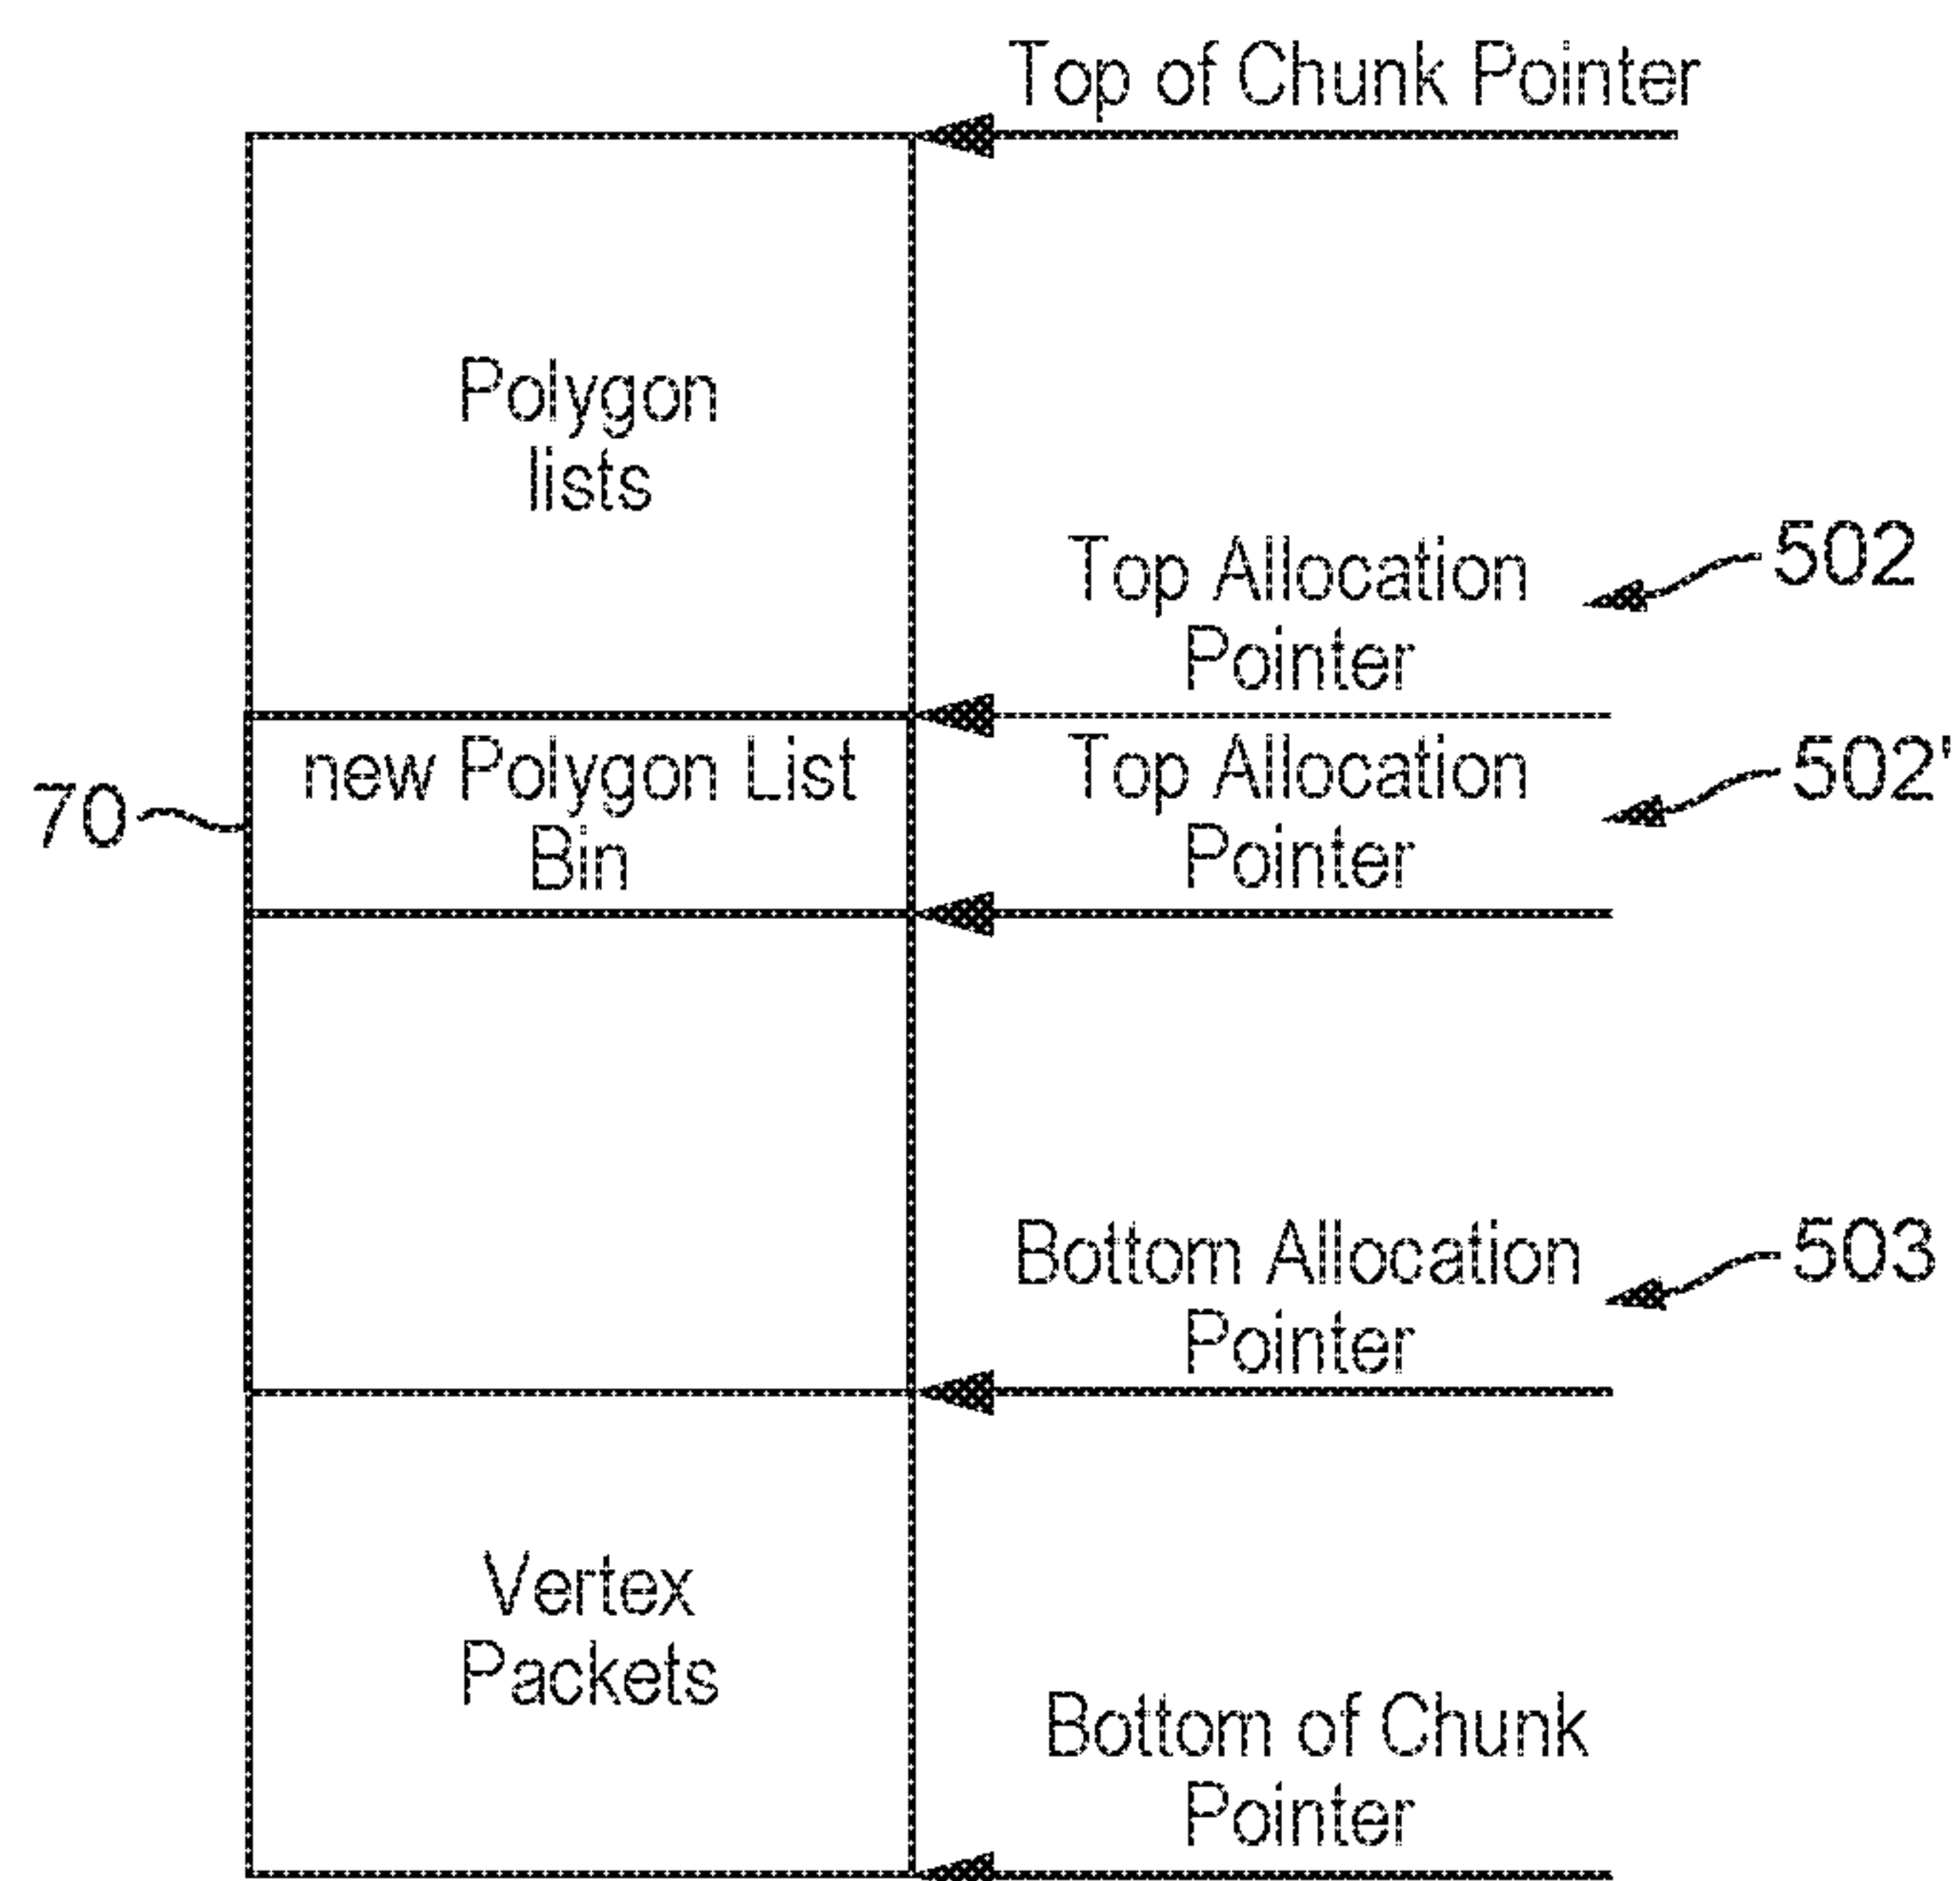 Top of Chunk Pointer
Polygon
lists
Top Allocation
Pointer
502
70
new Polygon List
Bin
Top Allocation
Pointer
502'
Bottom Allocation
Pointer
503
Vertex
Packets
Bottom of Chunk
Pointer